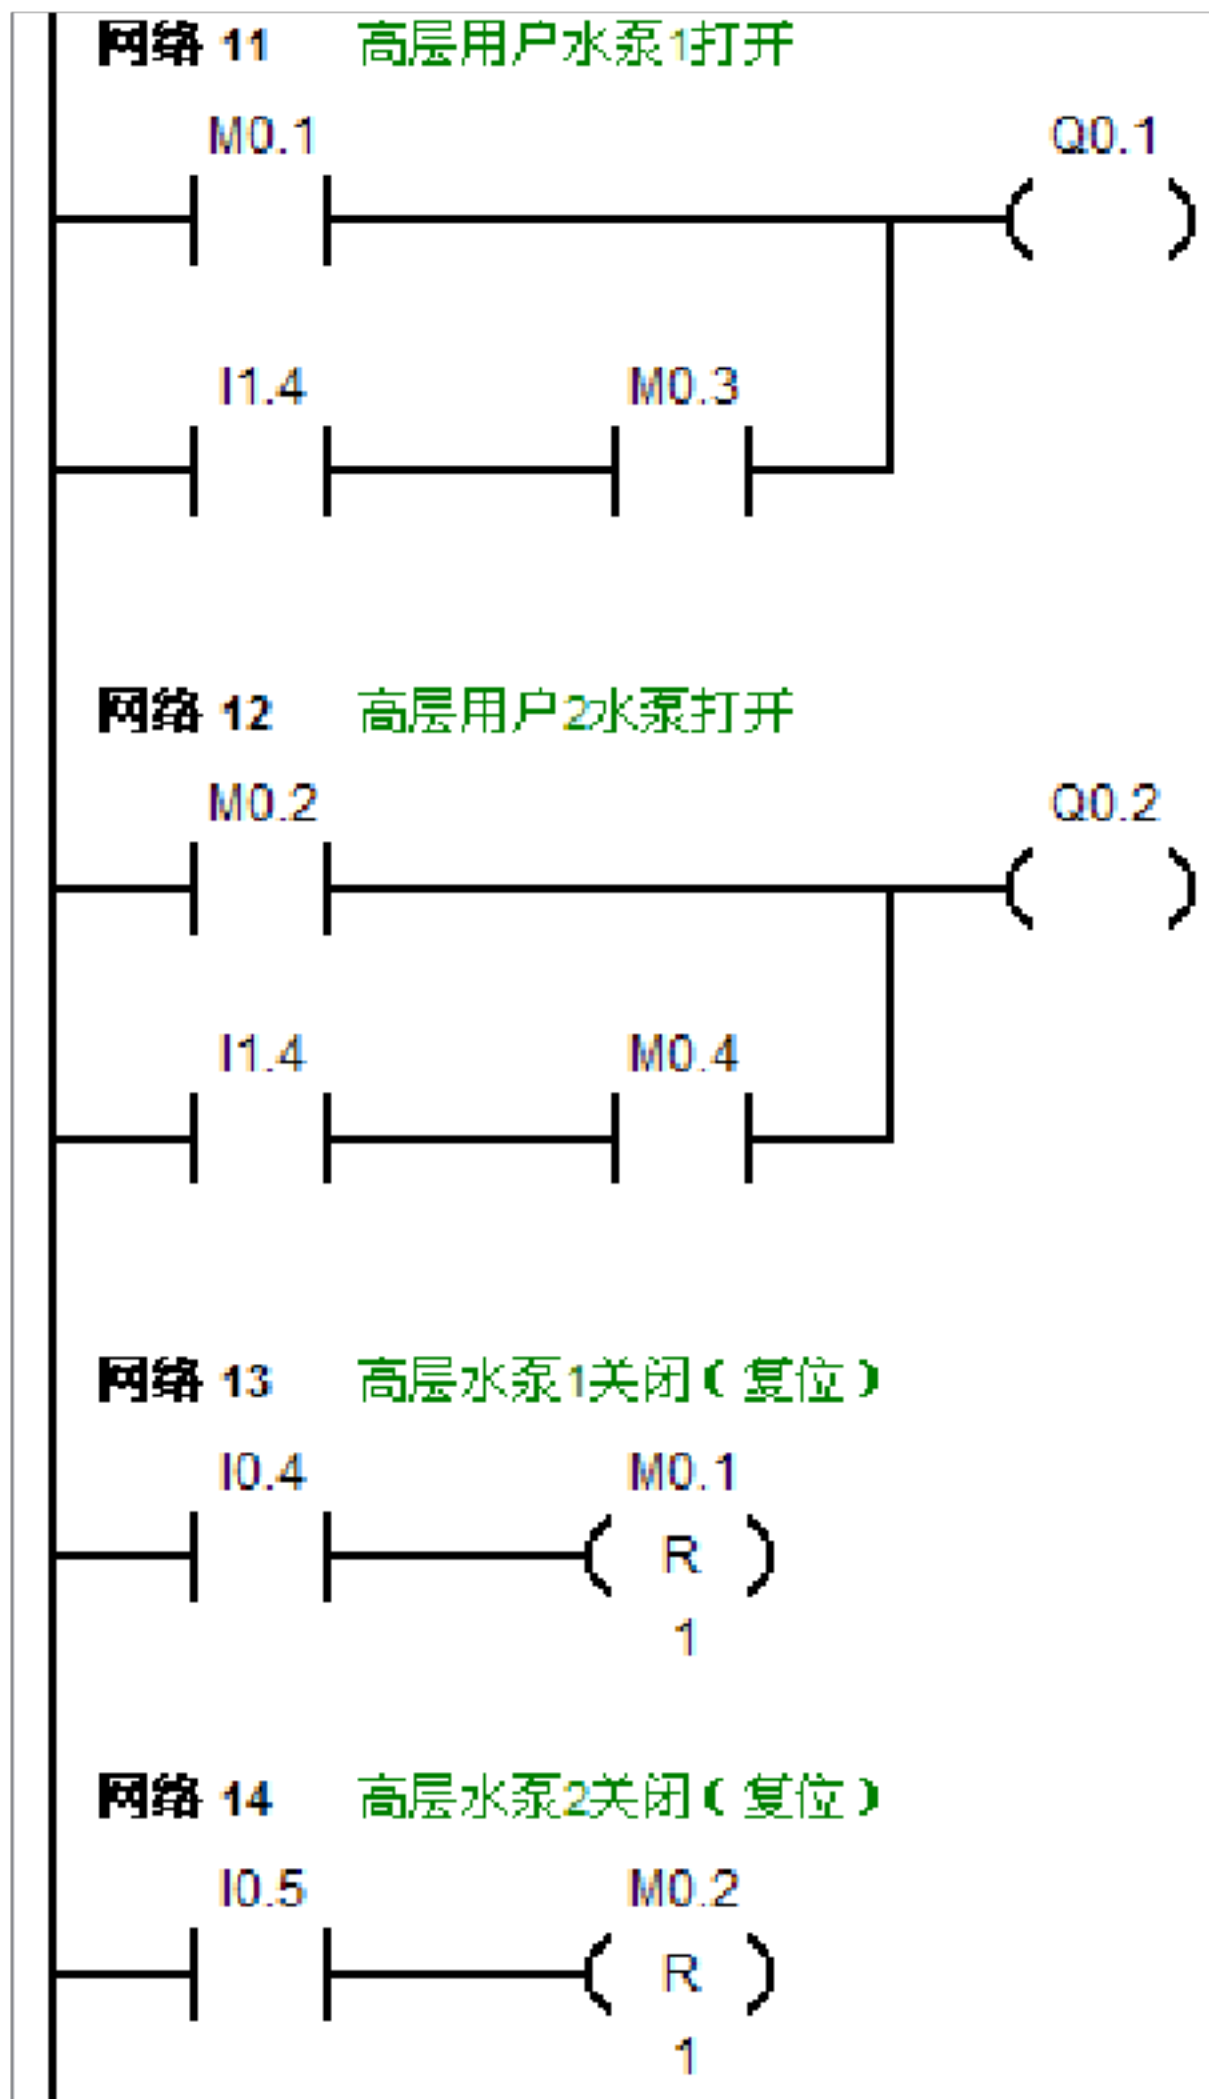 网络 11 高层用户水泵1打开
M0.1 Q0.1
I1.4 M0.3
网络 12 高层用户2水泵打开
M0.2 Q0.2
I1.4 M0.4
网络 13 高层水泵1关闭(复位)
I0.4 M0.1
R
1
网络 14 高层水泵2关闭(复位)
I0.5 M0.2
R
1